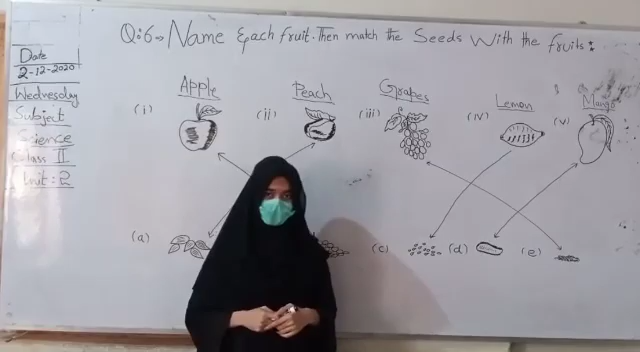 Q:6→ Name Each fruit. Then match the Seeds With the fruits:
Date
2-12-2020
Wednesday
Subject
Science
Class II
Unit: 2
Apple
Peach
Grapes
Lemon
Mango
(i)
(ii)
(iii)
(iv)
(v)
(a)
(c)
(d)
(e)